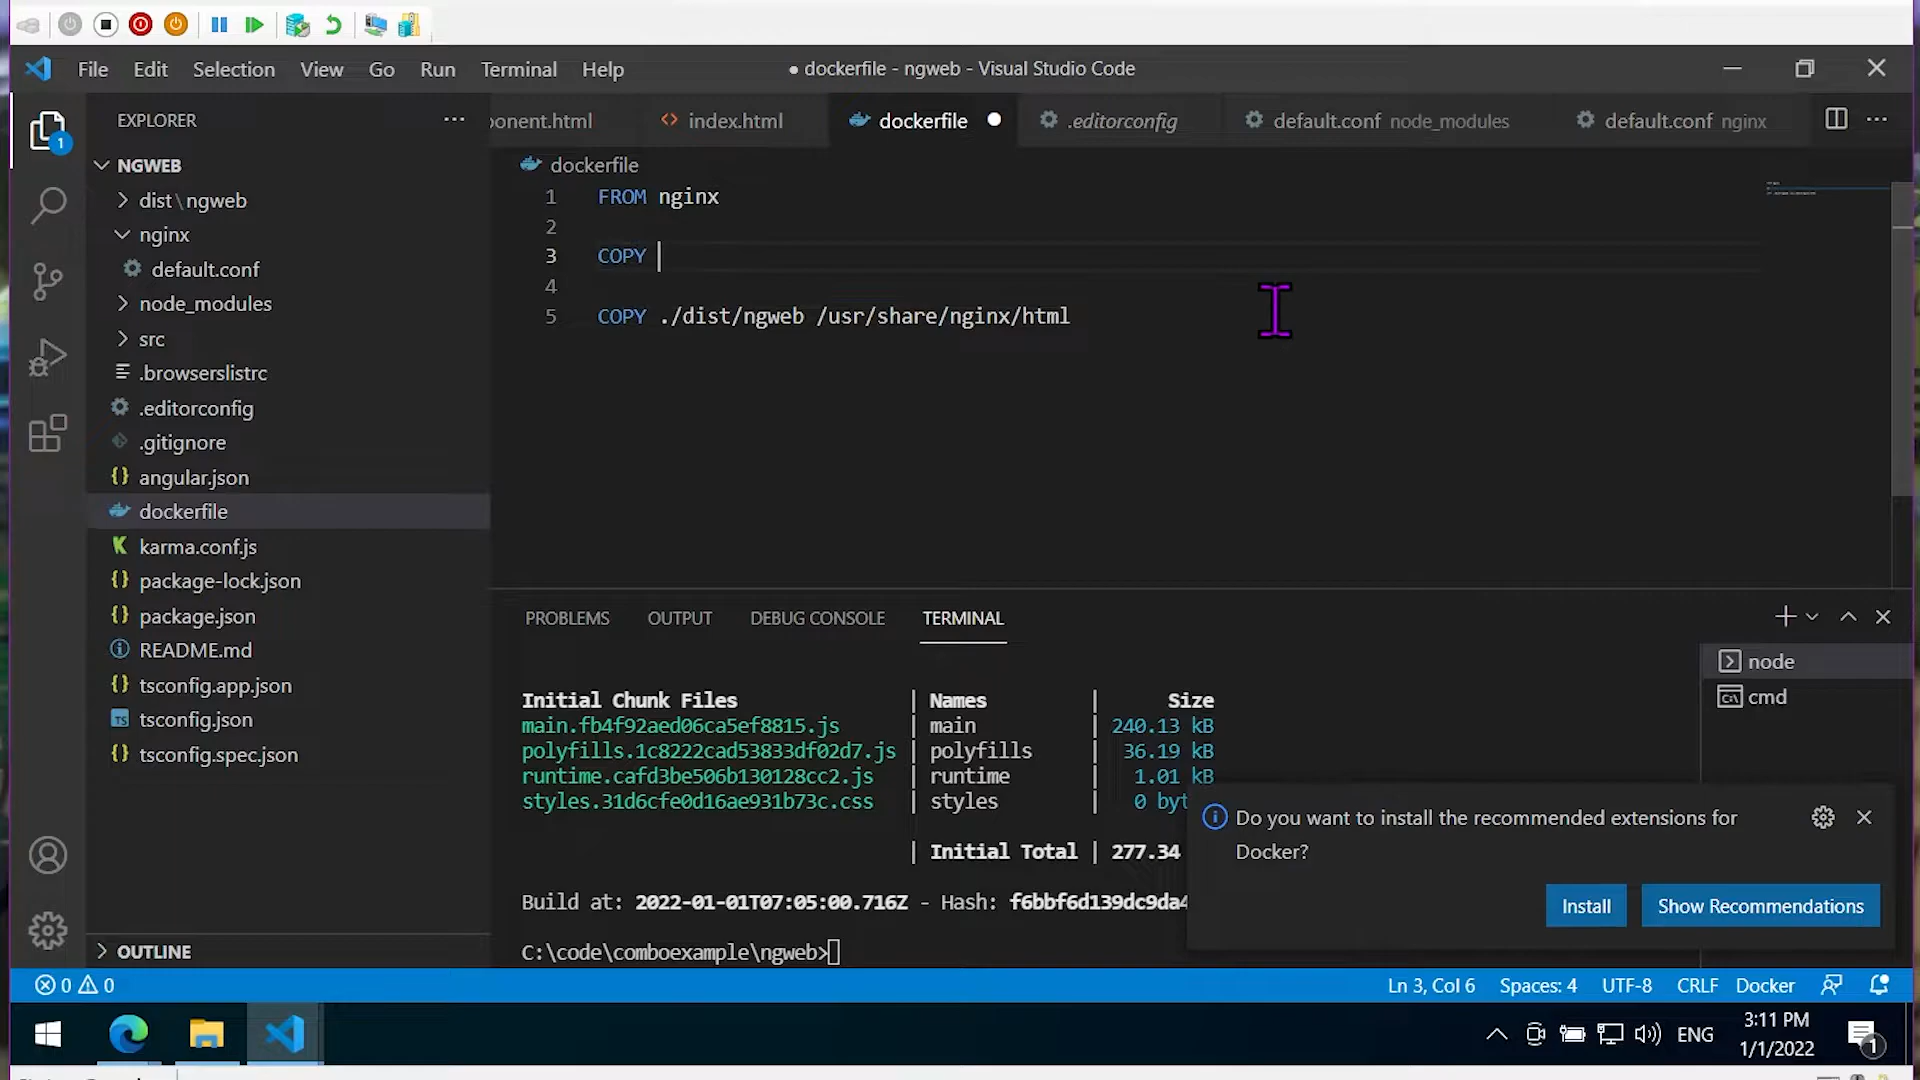 File Edit Selection View Go Run Terminal Help
● dockerfile - ngweb - Visual Studio Code
EXPLORER
ponent.html index.html dockerfile .editorconfig default.conf node_modules default.conf nginx
1
NGWEB
dist\ngweb
nginx
default.conf
node_modules
src
.browserslistrc
.editorconfig
.gitignore
angular.json
dockerfile
karma.conf.js
package-lock.json
package.json
README.md
tsconfig.app.json
TS tsconfig.json
tsconfig.spec.json
OUTLINE
dockerfile
1 FROM nginx
2
3 COPY
4
5 COPY ./dist/ngweb /usr/share/nginx/html
PROBLEMS OUTPUT DEBUG CONSOLE TERMINAL
Initial Chunk Files | Names | Size
main.fb4f92aed06ca5ef8815.js | main | 240.13 kB
polyfills.1c8222cad53833df02d7.js | polyfills | 36.19 kB
runtime.cafd3be506b130128cc2.js | runtime | 1.01 kB
styles.31d6cfe0d16ae931b73c.css | styles | 0 byt
| Initial Total | 277.34
Build at: 2022-01-01T07:05:00.716Z - Hash: f6bbf6d139dc9da4
C:\code\comboexample\ngweb>
node
cmd
Do you want to install the recommended extensions for
Docker?
Install Show Recommendations
0 0
Ln 3, Col 6 Spaces: 4 UTF-8 CRLF Docker
ENG
3:11 PM
1/1/2022
1